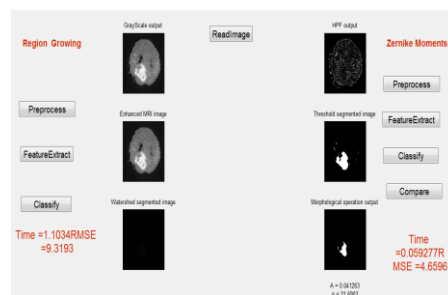 GrayScale output
HPF output
Region Growing
ReadImage
Zernike Moments
Preprocess
Preprocess
Enhanced MRI image
Threshold segmented image
FeatureExtract
FeatureExtract
Classify
Compare
Classify
Watershed segmented image
Morphological operation output
Time =1.1034RMSE
=9.3193
Time
=0.059277R
MSE =4.6596
A = 0.041263